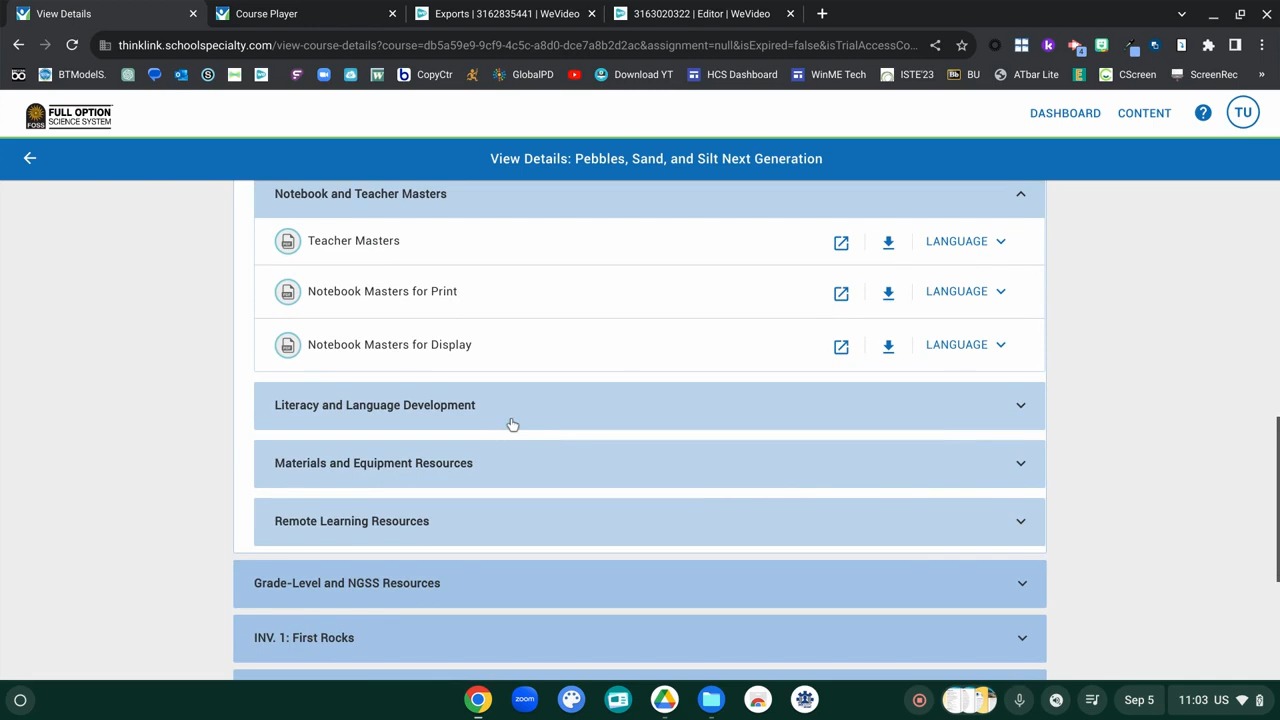 View Details
Course Player
Exports | 3162835441 | WeVideo
3163020322 | Editor | WeVideo
thinklink.schoolspecialty.com/view-course-details?course=db5a59e9-9cf9-4c5c-a8d0-dce7a8b2d2ac&assignment=null&isExpired=false&isTrialAccessCo...
4
BTModelS.
CopyCtr
GlobalPD
Download YT
HCS Dashboard
WinME Tech
ISTE'23
Bb BU
ATbar Lite
CScreen
ScreenRec
»
FOSS
FULL OPTION
SCIENCE SYSTEM
DASHBOARD
CONTENT
?
TU
View Details: Pebbles, Sand, and Silt Next Generation
Notebook and Teacher Masters
Teacher Masters
LANGUAGE
Notebook Masters for Print
LANGUAGE
Notebook Masters for Display
LANGUAGE
Literacy and Language Development
Materials and Equipment Resources
Remote Learning Resources
Grade-Level and NGSS Resources
INV. 1: First Rocks
zoom
Sep 5
11:03 US